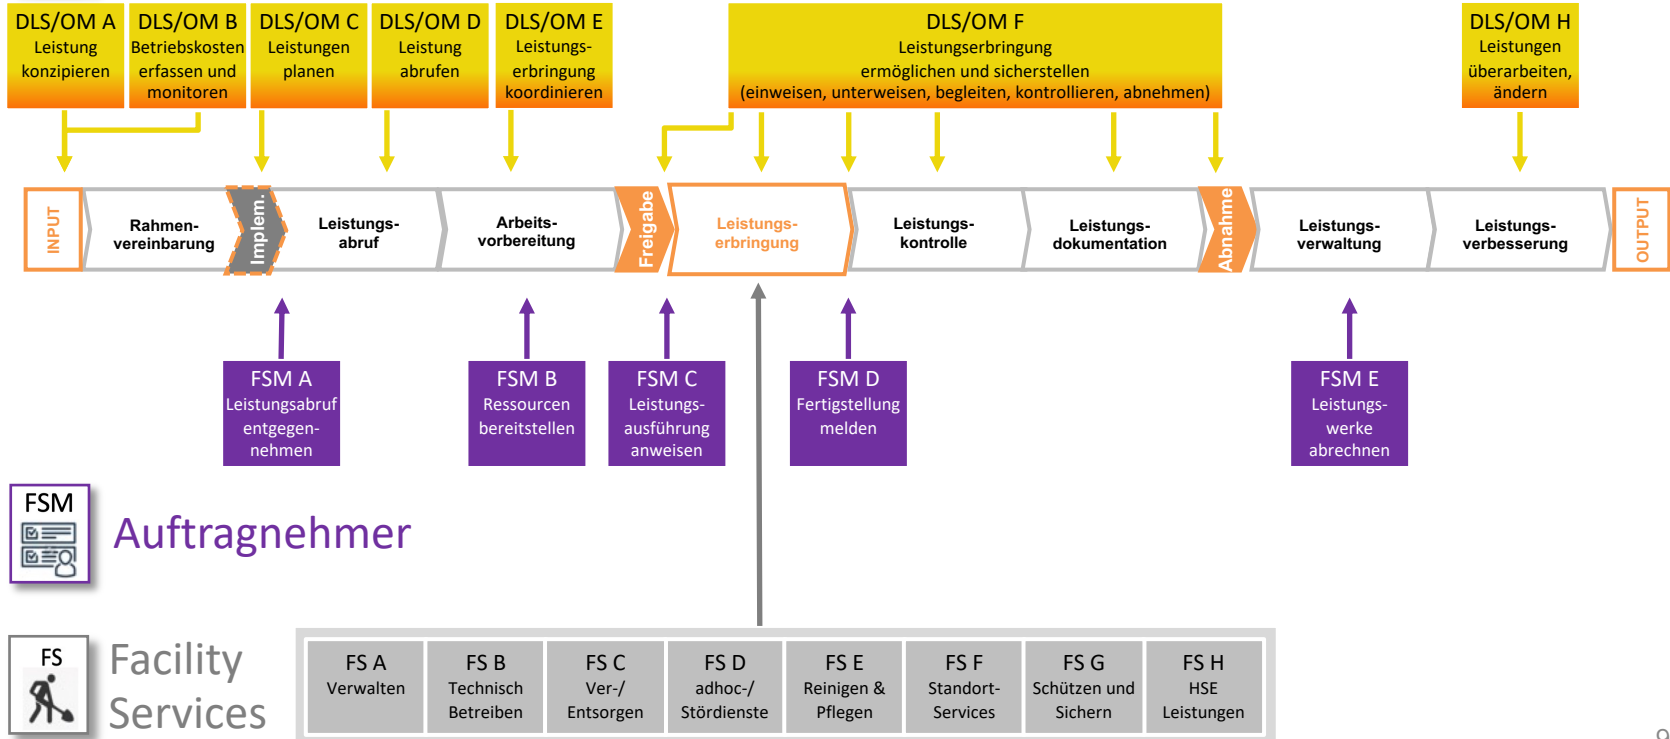 DLS/OM A
Leistung
konzipieren
DLS/OM B
Betriebskosten
erfassen und
monitoren
DLS/OM C
Leistungen
planen
DLS/OM D
Leistung
abrufen
DLS/OM E
Leistungs-
erbringung
koordinieren
DLS/OM F
Leistungserbringung
ermöglichen und sicherstellen
(einweisen, unterweisen, begleiten, kontrollieren, abnehmen)
DLS/OM H
Leistungen
überarbeiten,
ändern
INPUT
Rahmen-
vereinbarung
Implem.
Leistungs-
abruf
Arbeits-
vorbereitung
Freigabe
Leistungs-
erbringung
Leistungs-
kontrolle
Leistungs-
dokumentation
Abnahme
Leistungs-
verwaltung
Leistungs-
verbesserung
OUTPUT
FSM A
Leistungsabruf
entgegen-
nehmen
FSM B
Ressourcen
bereitstellen
FSM C
Leistungs-
ausführung
anweisen
FSM D
Fertigstellung
melden
FSM E
Leistungs-
werke
abrechnen
FSM
Auftragnehmer
FS
Facility
Services
FS A
Verwalten
FS B
Technisch
Betreiben
FS C
Ver-/
Entsorgen
FS D
adhoc-/
Stördienste
FS E
Reinigen &
Pflegen
FS F
Standort-
Services
FS G
Schützen und
Sichern
FS H
HSE
Leistungen
9